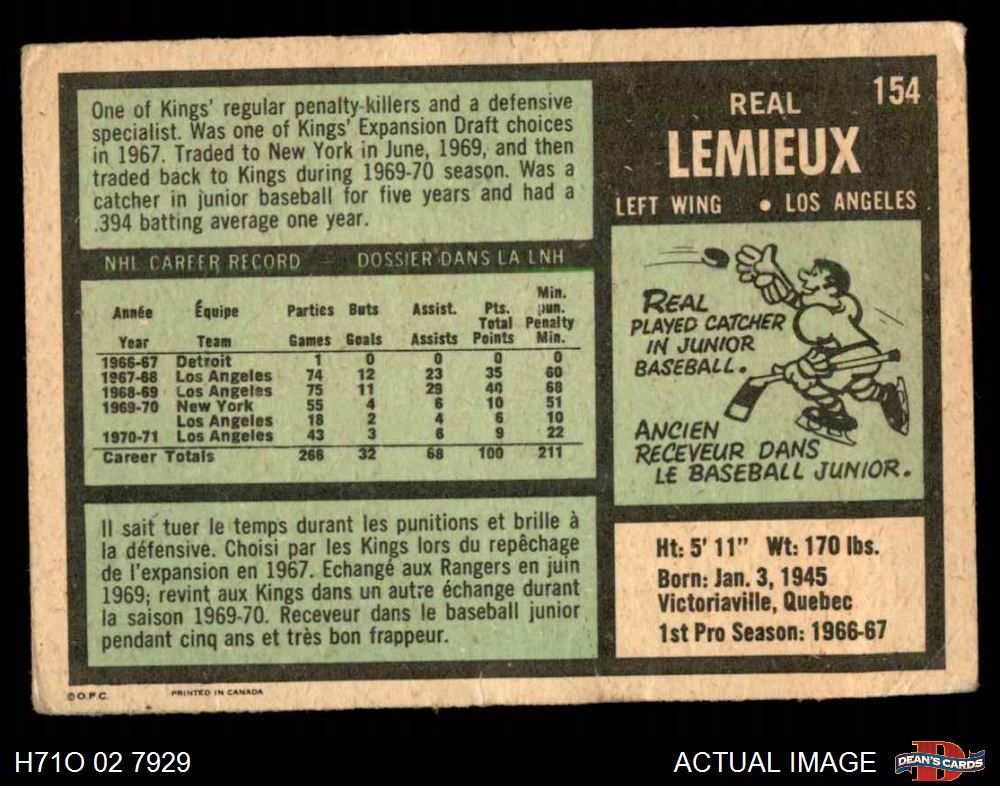 154
REAL
LEMIEUX
LEFT WING • LOS ANGELES
One of Kings' regular penalty-killers and a defensive
specialist. Was one of Kings' Expansion Draft choices
in 1967. Traded to New York in June, 1969, and then
traded back to Kings during 1969-70 season. Was a
catcher in junior baseball for five years and had a
.394 batting average one year.
NHL CAREER RECORD — DOSSIER DANS LA LNH
Année Équipe Parties Buts Assist. Pts. Min. pun.
Year Team Games Goals Assists Total Points Penalty Min.
1966-67 Detroit 1 0 0 0 0
1967-68 Los Angeles 74 12 23 35 60
1968-69 Los Angeles 75 11 29 40 68
1969-70 New York 55 4 6 10 51
Los Angeles 18 2 4 6 10
1970-71 Los Angeles 43 3 6 9 22
Career Totals 266 32 68 100 211
Il sait tuer le temps durant les punitions et brille à
la défensive. Choisi par les Kings lors du repêchage
de l'expansion en 1967. Echangé aux Rangers en juin
1969; revint aux Kings dans un autre échange durant
la saison 1969-70. Receveur dans le baseball junior
pendant cinq ans et très bon frappeur.
REAL
PLAYED CATCHER
IN JUNIOR
BASEBALL.
ANCIEN
RECEVEUR DANS
LE BASEBALL JUNIOR.
Ht: 5' 11" Wt: 170 lbs.
Born: Jan. 3, 1945
Victoriaville, Quebec
1st Pro Season: 1966-67
© O.P.C. PRINTED IN CANADA
H71O 02 7929
ACTUAL IMAGE
D
DEAN'S CARDS